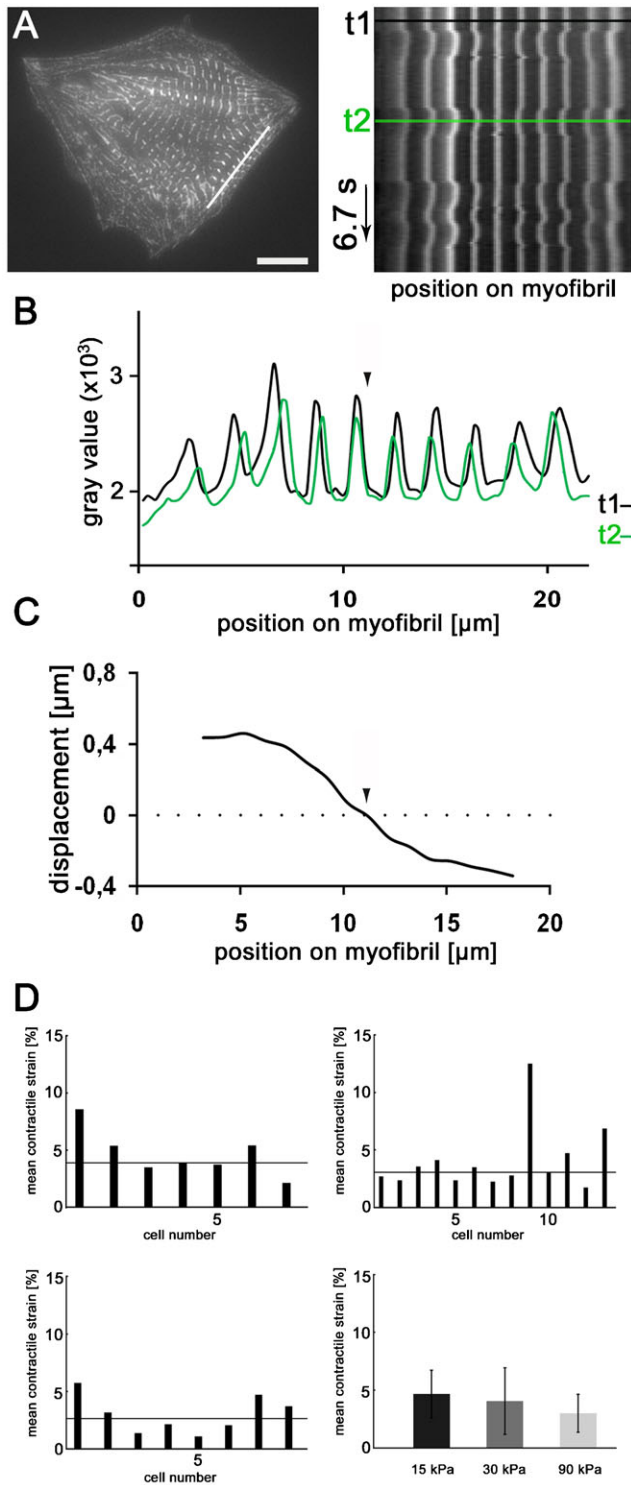 A
t1
t2
6.7 s
position on myofibril
B
gray value (x10³)
3
2
0
10
20
position on myofibril [µm]
t1
t2
C
displacement [µm]
0,8
0,4
0
-0,4
0
5
10
15
20
position on myofibril [µm]
D
mean contractile strain [%]
15
10
5
0
5
cell number
mean contractile strain [%]
15
10
5
0
5
10
cell number
mean contractile strain [%]
15
10
5
0
5
cell number
mean contractile strain [%]
15
10
5
0
15 kPa
30 kPa
90 kPa